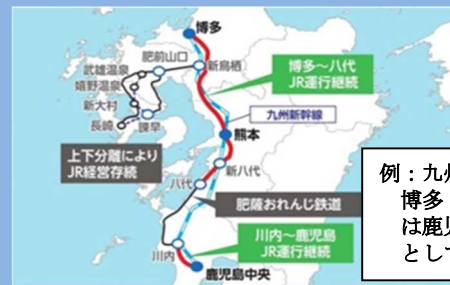 博多
肥前山口
新鳥栖
武雄温泉
嬉野温泉
新大村
長崎
諫早
博多~八代
JR運行継続
九州新幹線
熊本
上下分離により
JR経営存続
八代
新八代
肥薩おれんじ鉄道
川内~鹿児島
JR運行継続
川内
鹿児島中央
例:九州
博多
は鹿児
として